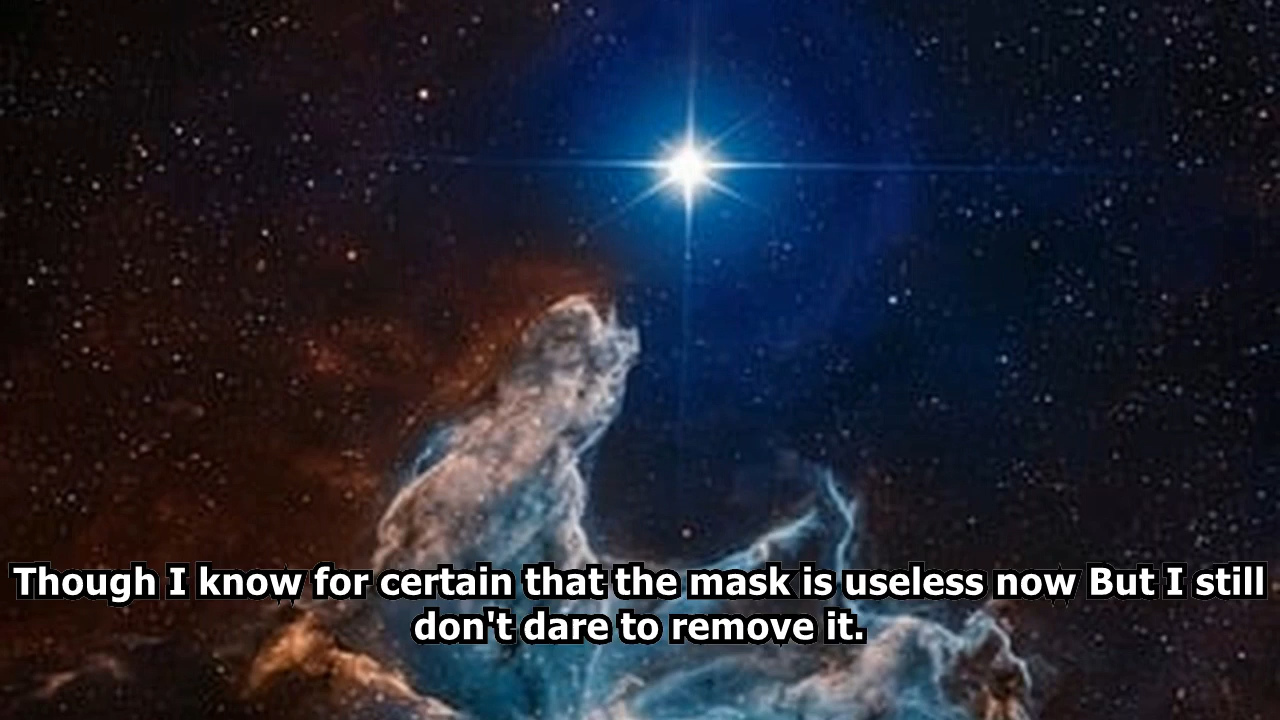 Though I know for certain that the mask is useless now But I still
don't dare to remove it.